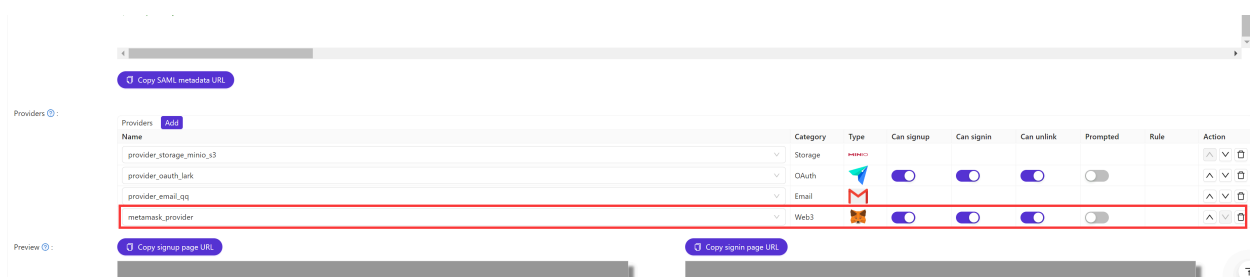 Copy SAML metadata URL
Providers :
Providers Add
Name Category Type Can signup Can signin Can unlink Prompted Rule Action
provider_storage_minio_s3 Storage MINIO
provider_oauth_lark OAuth
provider_email_qq Email
metamask_provider Web3
Preview :
Copy signup page URL Copy signin page URL